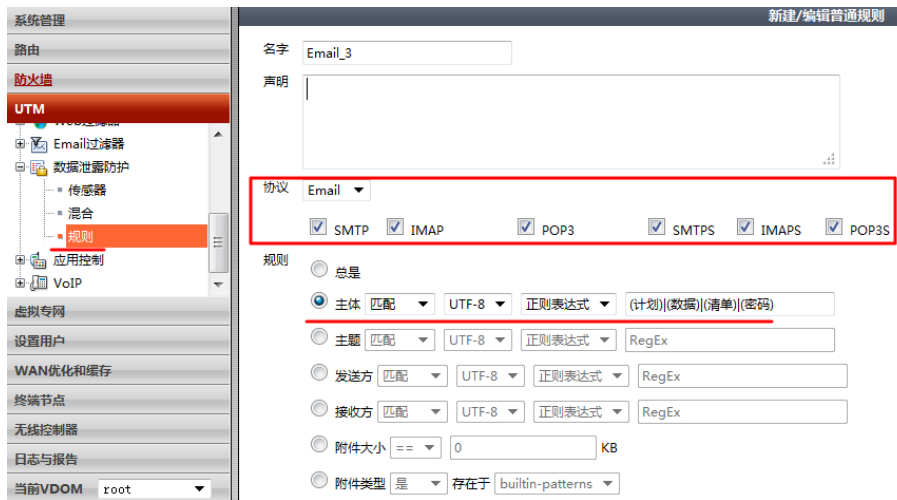 系统管理
路由
防火墙
UTM
Email过滤器
数据泄露防护
传感器
混合
规则
应用控制
VoIP
虚拟专网
设置用户
WAN优化和缓存
终端节点
无线控制器
日志与报告
当前VDOM root
新建/编辑普通规则
名字 Email_3
声明
协议 Email
SMTP IMAP POP3 SMTPS IMAPS POP3S
规则 总是
主体 匹配 UTF-8 正则表达式 (计划)|(数据)|(清单)|(密码)
主题 匹配 UTF-8 正则表达式 RegEx
发送方 匹配 UTF-8 正则表达式 RegEx
接收方 匹配 UTF-8 正则表达式 RegEx
附件大小 == 0 KB
附件类型 是 存在于 builtin-patterns